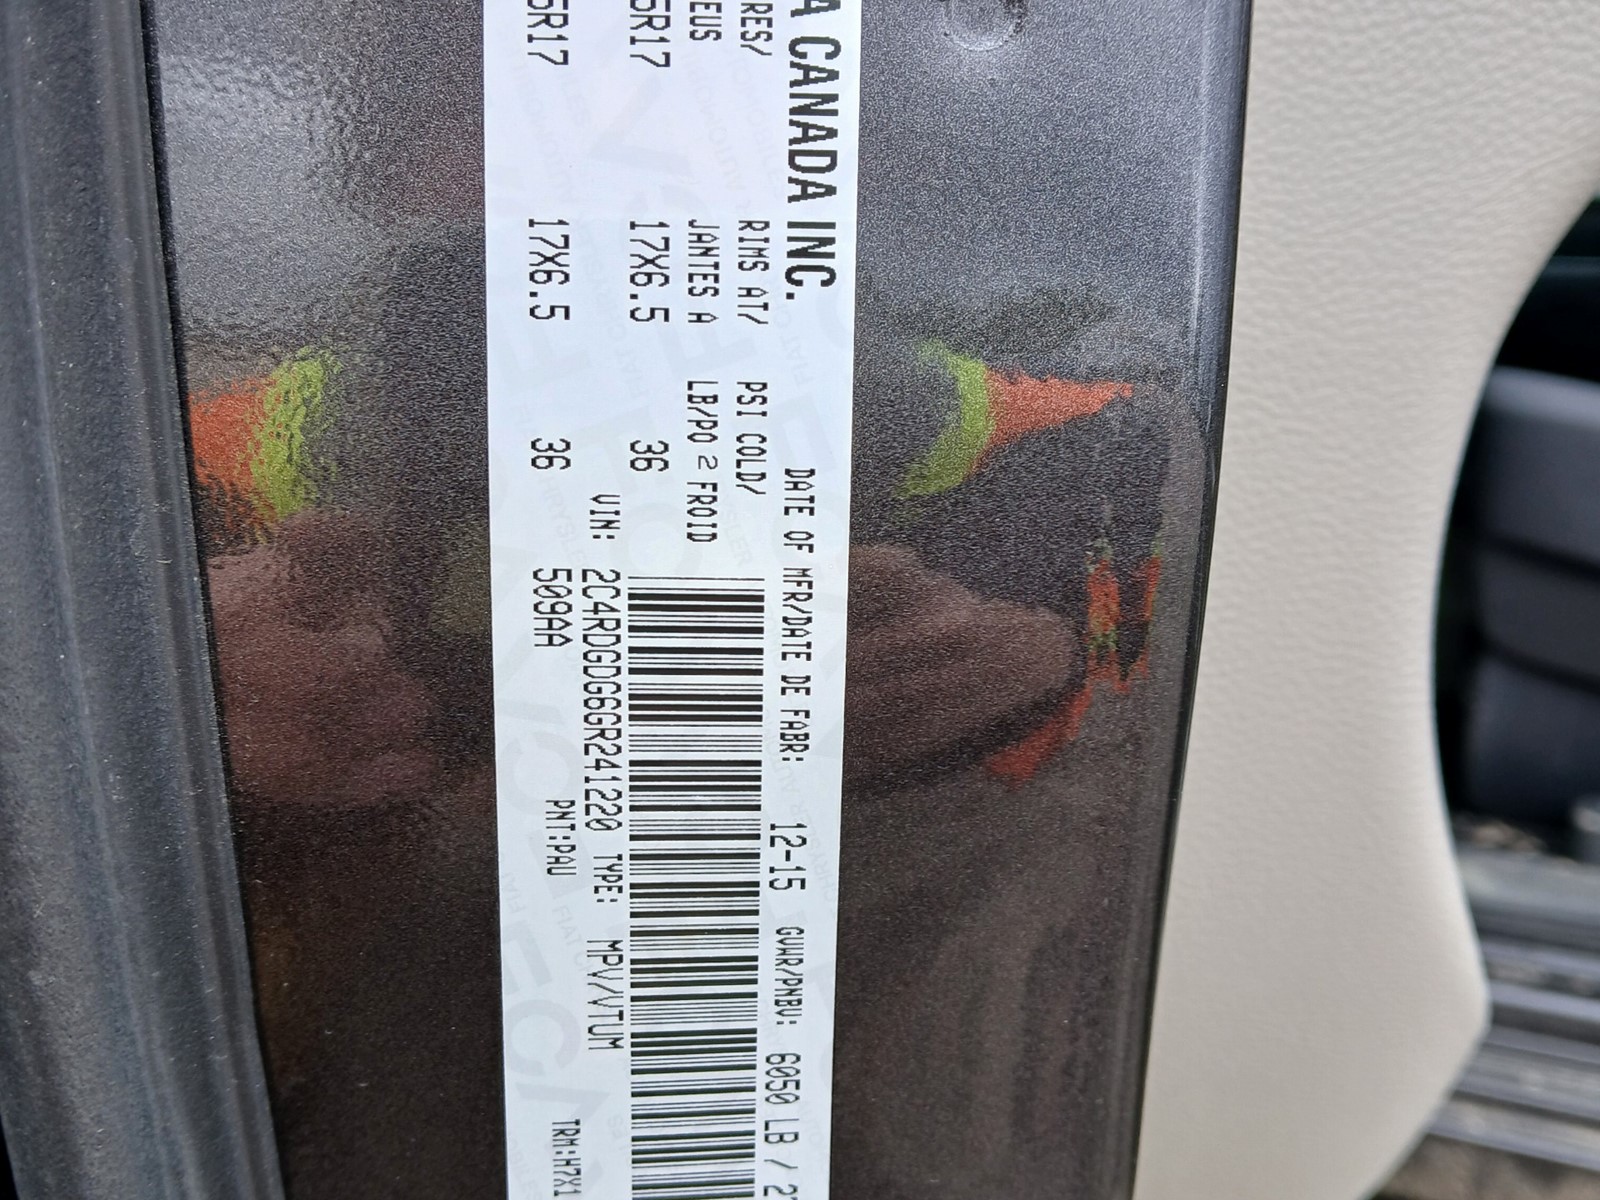 A CANADA INC.
DATE OF MFR/DATE DE FABR: 12-15 GVWR/PNBV: 6050 LB / 2
RES/ RIMS AT/ PSI COLD/
EUS JANTES A LB/PO 2 FROID
5R17 17X6.5 36
5R17 17X6.5 36
VIN: 2C4RDGDG6GR241220 TYPE: MPV/VTUM
509AA PNT:PAU TRM:H7X1